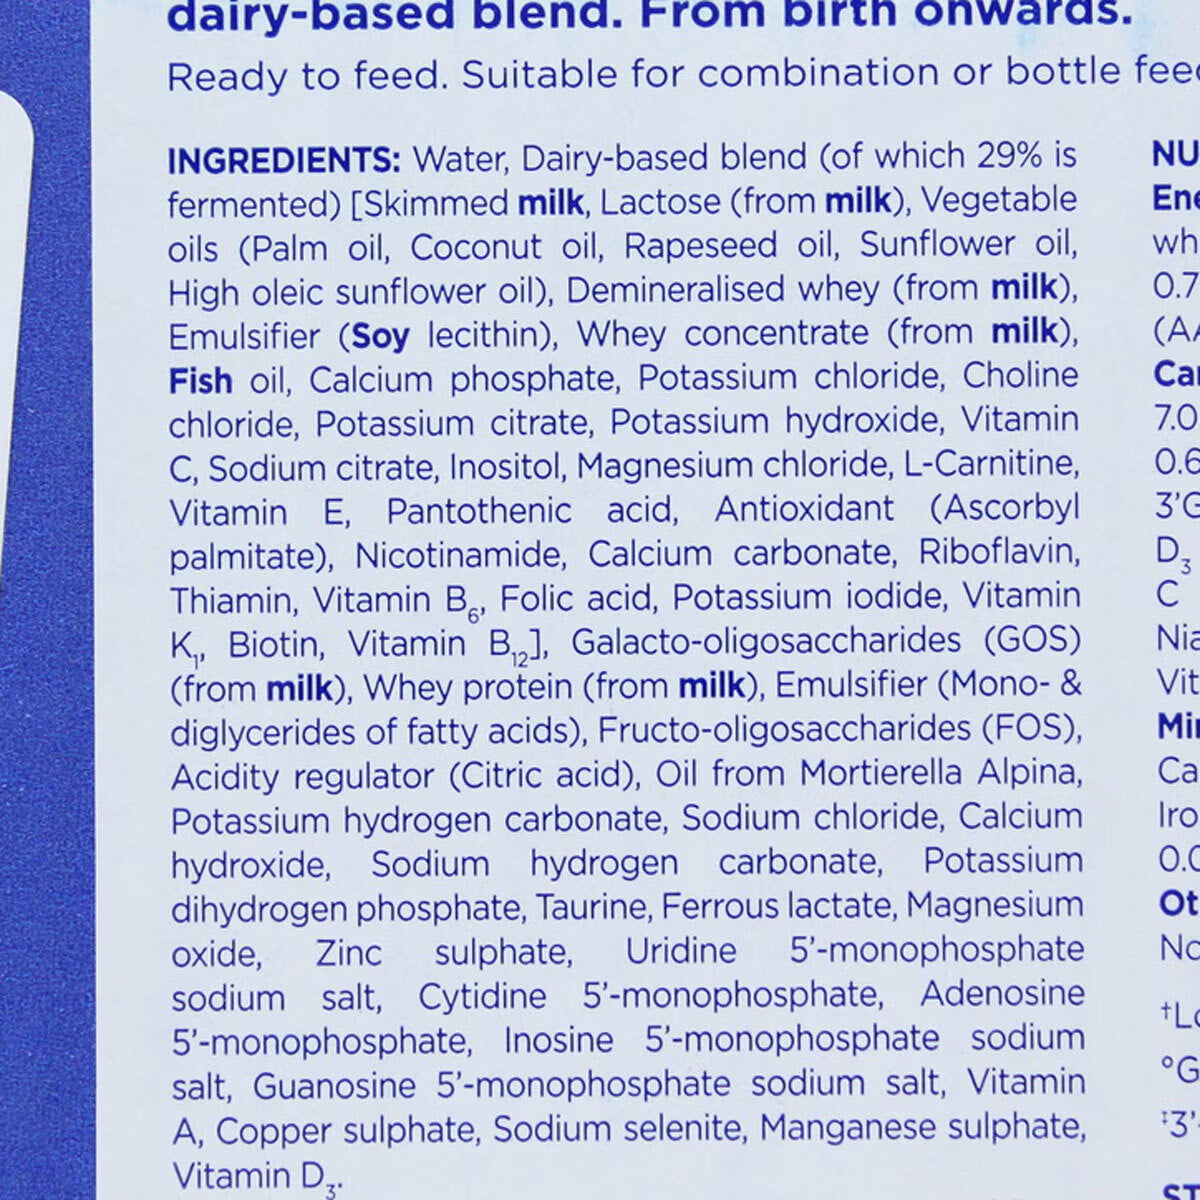 dairy-based blend. From birth onwards.
Ready to feed. Suitable for combination or bottle
INGREDIENTS: Water, Dairy-based blend (of which 29% is
fermented) [Skimmed milk, Lactose (from milk), Vegetable
oils (Palm oil, Coconut oil, Rapeseed oil, Sunflower oil,
High oleic sunflower oil), Demineralised whey (from milk),
Emulsifier (Soy lecithin), Whey concentrate (from milk),
Fish oil, Calcium phosphate, Potassium chloride, Choline
chloride, Potassium citrate, Potassium hydroxide, Vitamin
C, Sodium citrate, Inositol, Magnesium chloride, L-Carnitine,
Vitamin E, Pantothenic acid, Antioxidant (Ascorbyl
palmitate), Nicotinamide, Calcium carbonate, Riboflavin,
Thiamin, Vitamin B₆, Folic acid, Potassium iodide, Vitamin
K₁, Biotin, Vitamin B₁₂], Galacto-oligosaccharides (GOS)
(from milk), Whey protein (from milk), Emulsifier (Mono- &
diglycerides of fatty acids), Fructo-oligosaccharides (FOS),
Acidity regulator (Citric acid), Oil from Mortierella Alpina,
Potassium hydrogen carbonate, Sodium chloride, Calcium
hydroxide, Sodium hydrogen carbonate, Potassium
dihydrogen phosphate, Taurine, Ferrous lactate, Magnesium
oxide, Zinc sulphate, Uridine 5’-monophosphate
sodium salt, Cytidine 5’-monophosphate, Adenosine
5’-monophosphate, Inosine 5’-monophosphate sodium
salt, Guanosine 5’-monophosphate sodium salt, Vitamin
A, Copper sulphate, Sodium selenite, Manganese sulphate,
Vitamin D₃.
7.0
D₃
C